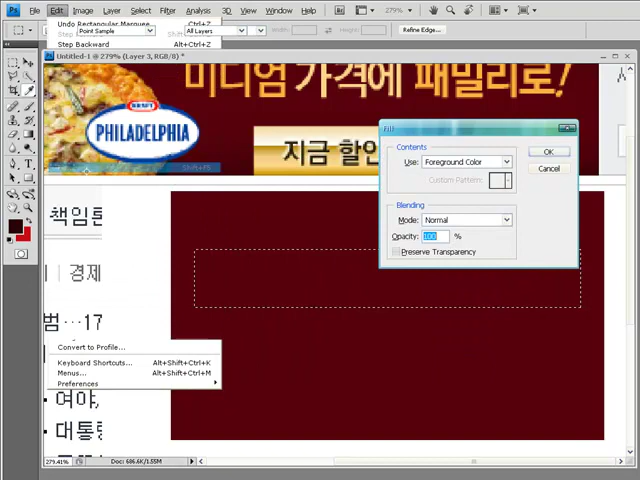 File Edit Image Layer Select Filter Analysis 3D View Window Help 279%
Undo Rectangular Marquee Ctrl+Z
Point Sample All Layers Width: Height: Refine Edge...
Step Backward Alt+Ctrl+Z
Untitled-1 @ 279% (Layer 3, RGB/8) *
미디엄 가격에 패밀리로!
KRAFT
PHILADELPHIA
지금 할인
Shift+F5
Fill
Contents
Use: Foreground Color
Custom Pattern:
OK
Cancel
Blending
Mode: Normal
Opacity: 100 %
Preserve Transparency
책임론
경제
범…17
Convert to Profile...
Keyboard Shortcuts... Alt+Shift+Ctrl+K
Menus... Alt+Shift+Ctrl+M
Preferences
여야,
대통령
279.41% Doc: 686.6K/1.55M